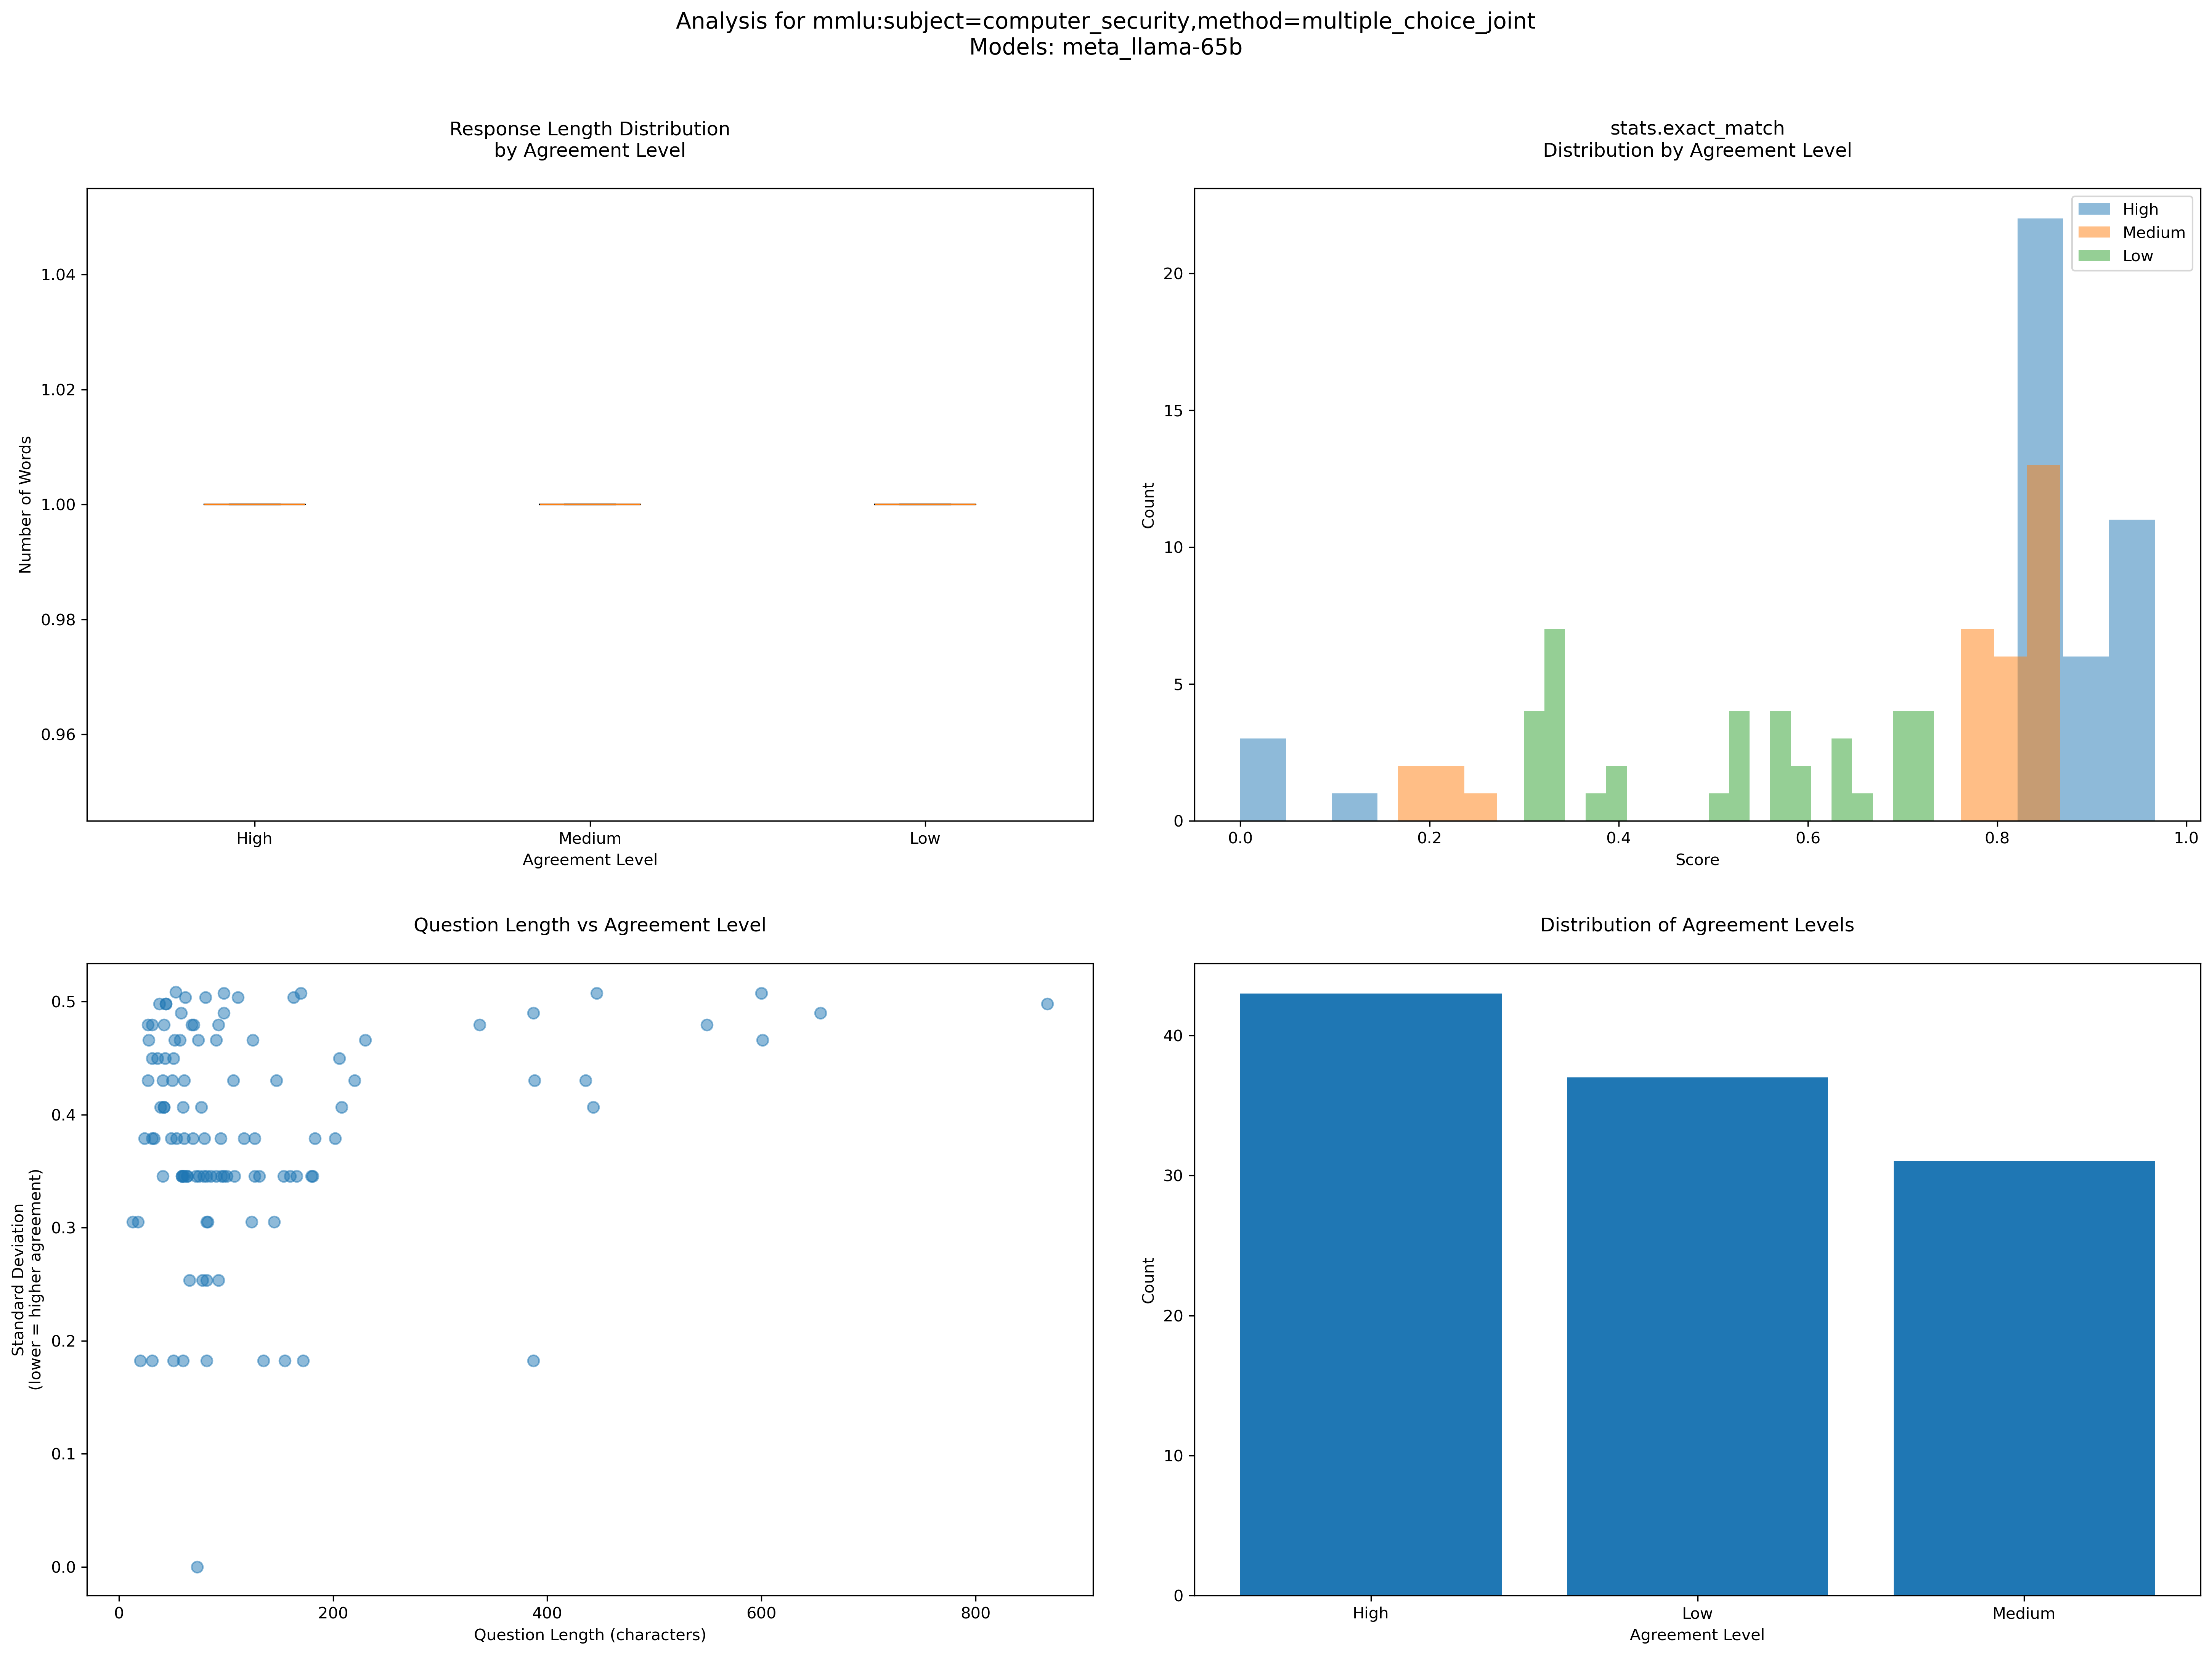 Analysis for mmlu:subject=computer_security,method=multiple_choice_joint
Models: meta_llama-65b
Response Length Distribution
by Agreement Level
Number of Words
1.04
1.02
1.00
0.98
0.96
High
Medium
Low
Agreement Level
stats.exact_match
Distribution by Agreement Level
High
Medium
Low
Count
20
15
10
5
0
0.0
0.2
0.4
0.6
0.8
1.0
Score
Question Length vs Agreement Level
Standard Deviation
(lower = higher agreement)
0.5
0.4
0.3
0.2
0.1
0.0
0
200
400
600
800
Question Length (characters)
Distribution of Agreement Levels
Count
40
30
20
10
0
High
Low
Medium
Agreement Level